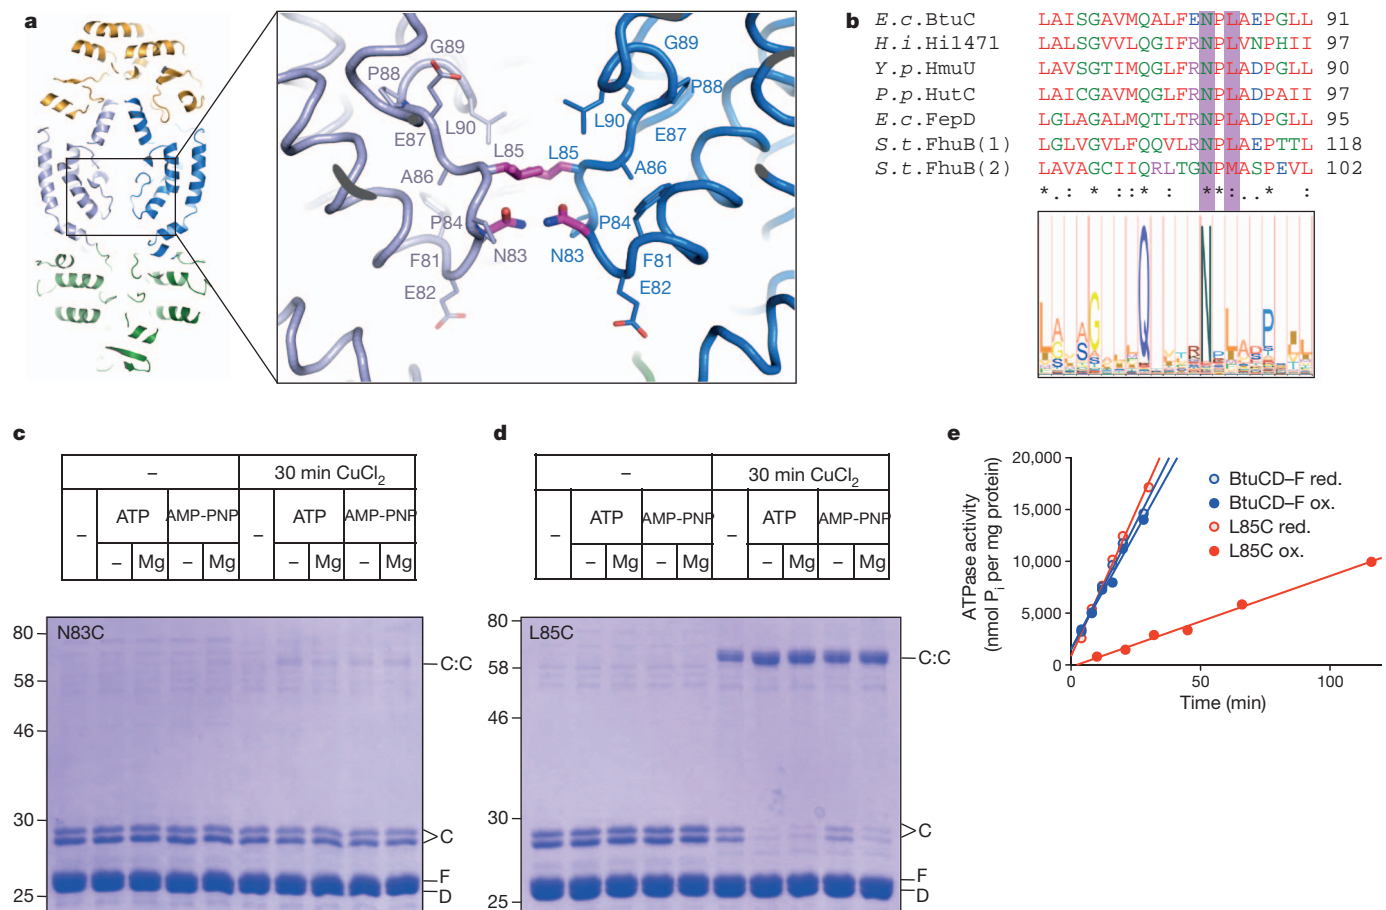 a
G89
G89
P88
P88
L90
L90
E87
E87
L85
L85
A86
A86
P84
P84
N83
N83
F81
F81
E82
E82
b
E.c.BtuC LAISGAVMQALFENPLAEPGLL 91
H.i.Hi1471 LALSGVVLQGIFRNPLVNPHII 97
Y.p.HmuU LAVSGTIMQGLFRNPLADPGLL 90
P.p.HutC LAICGAVMQGLFRNPLADPAII 97
E.c.FepD LGLAGALMQTLTRNPLADPGLL 95
S.t.FhuB(1) LGLVGVLFQQVLRNPLAEPTTL 118
S.t.FhuB(2) LAVAGCIIQRLTGNPMASPEVL 102
*.: * ::* : **:..* :
c
– 30 min CuCl2
– ATP AMP-PNP – ATP AMP-PNP
– Mg – Mg – Mg – Mg
N83C
80
58
46
30
25
C:C
C
F
D
d
– 30 min CuCl2
– ATP AMP-PNP – ATP AMP-PNP
– Mg – Mg – Mg – Mg
L85C
80
58
46
30
25
C:C
C
F
D
e
ATPase activity
(nmol Pi per mg protein)
20,000
15,000
10,000
5,000
0
0 50 100
Time (min)
BtuCD–F red.
BtuCD–F ox.
L85C red.
L85C ox.